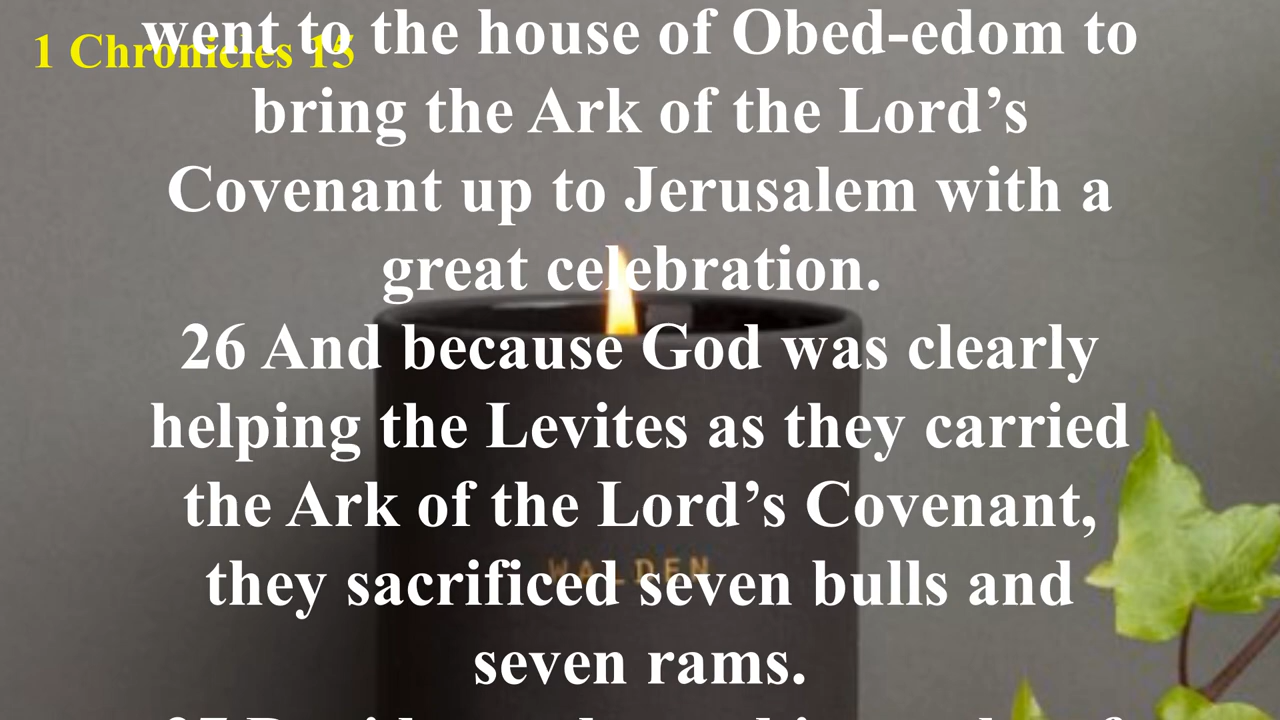 1 Chronicles 15
went to the house of Obed-edom to
bring the Ark of the Lord’s
Covenant up to Jerusalem with a
great celebration.
26 And because God was clearly
helping the Levites as they carried
the Ark of the Lord’s Covenant,
they sacrificed seven bulls and
seven rams.
WALDEN